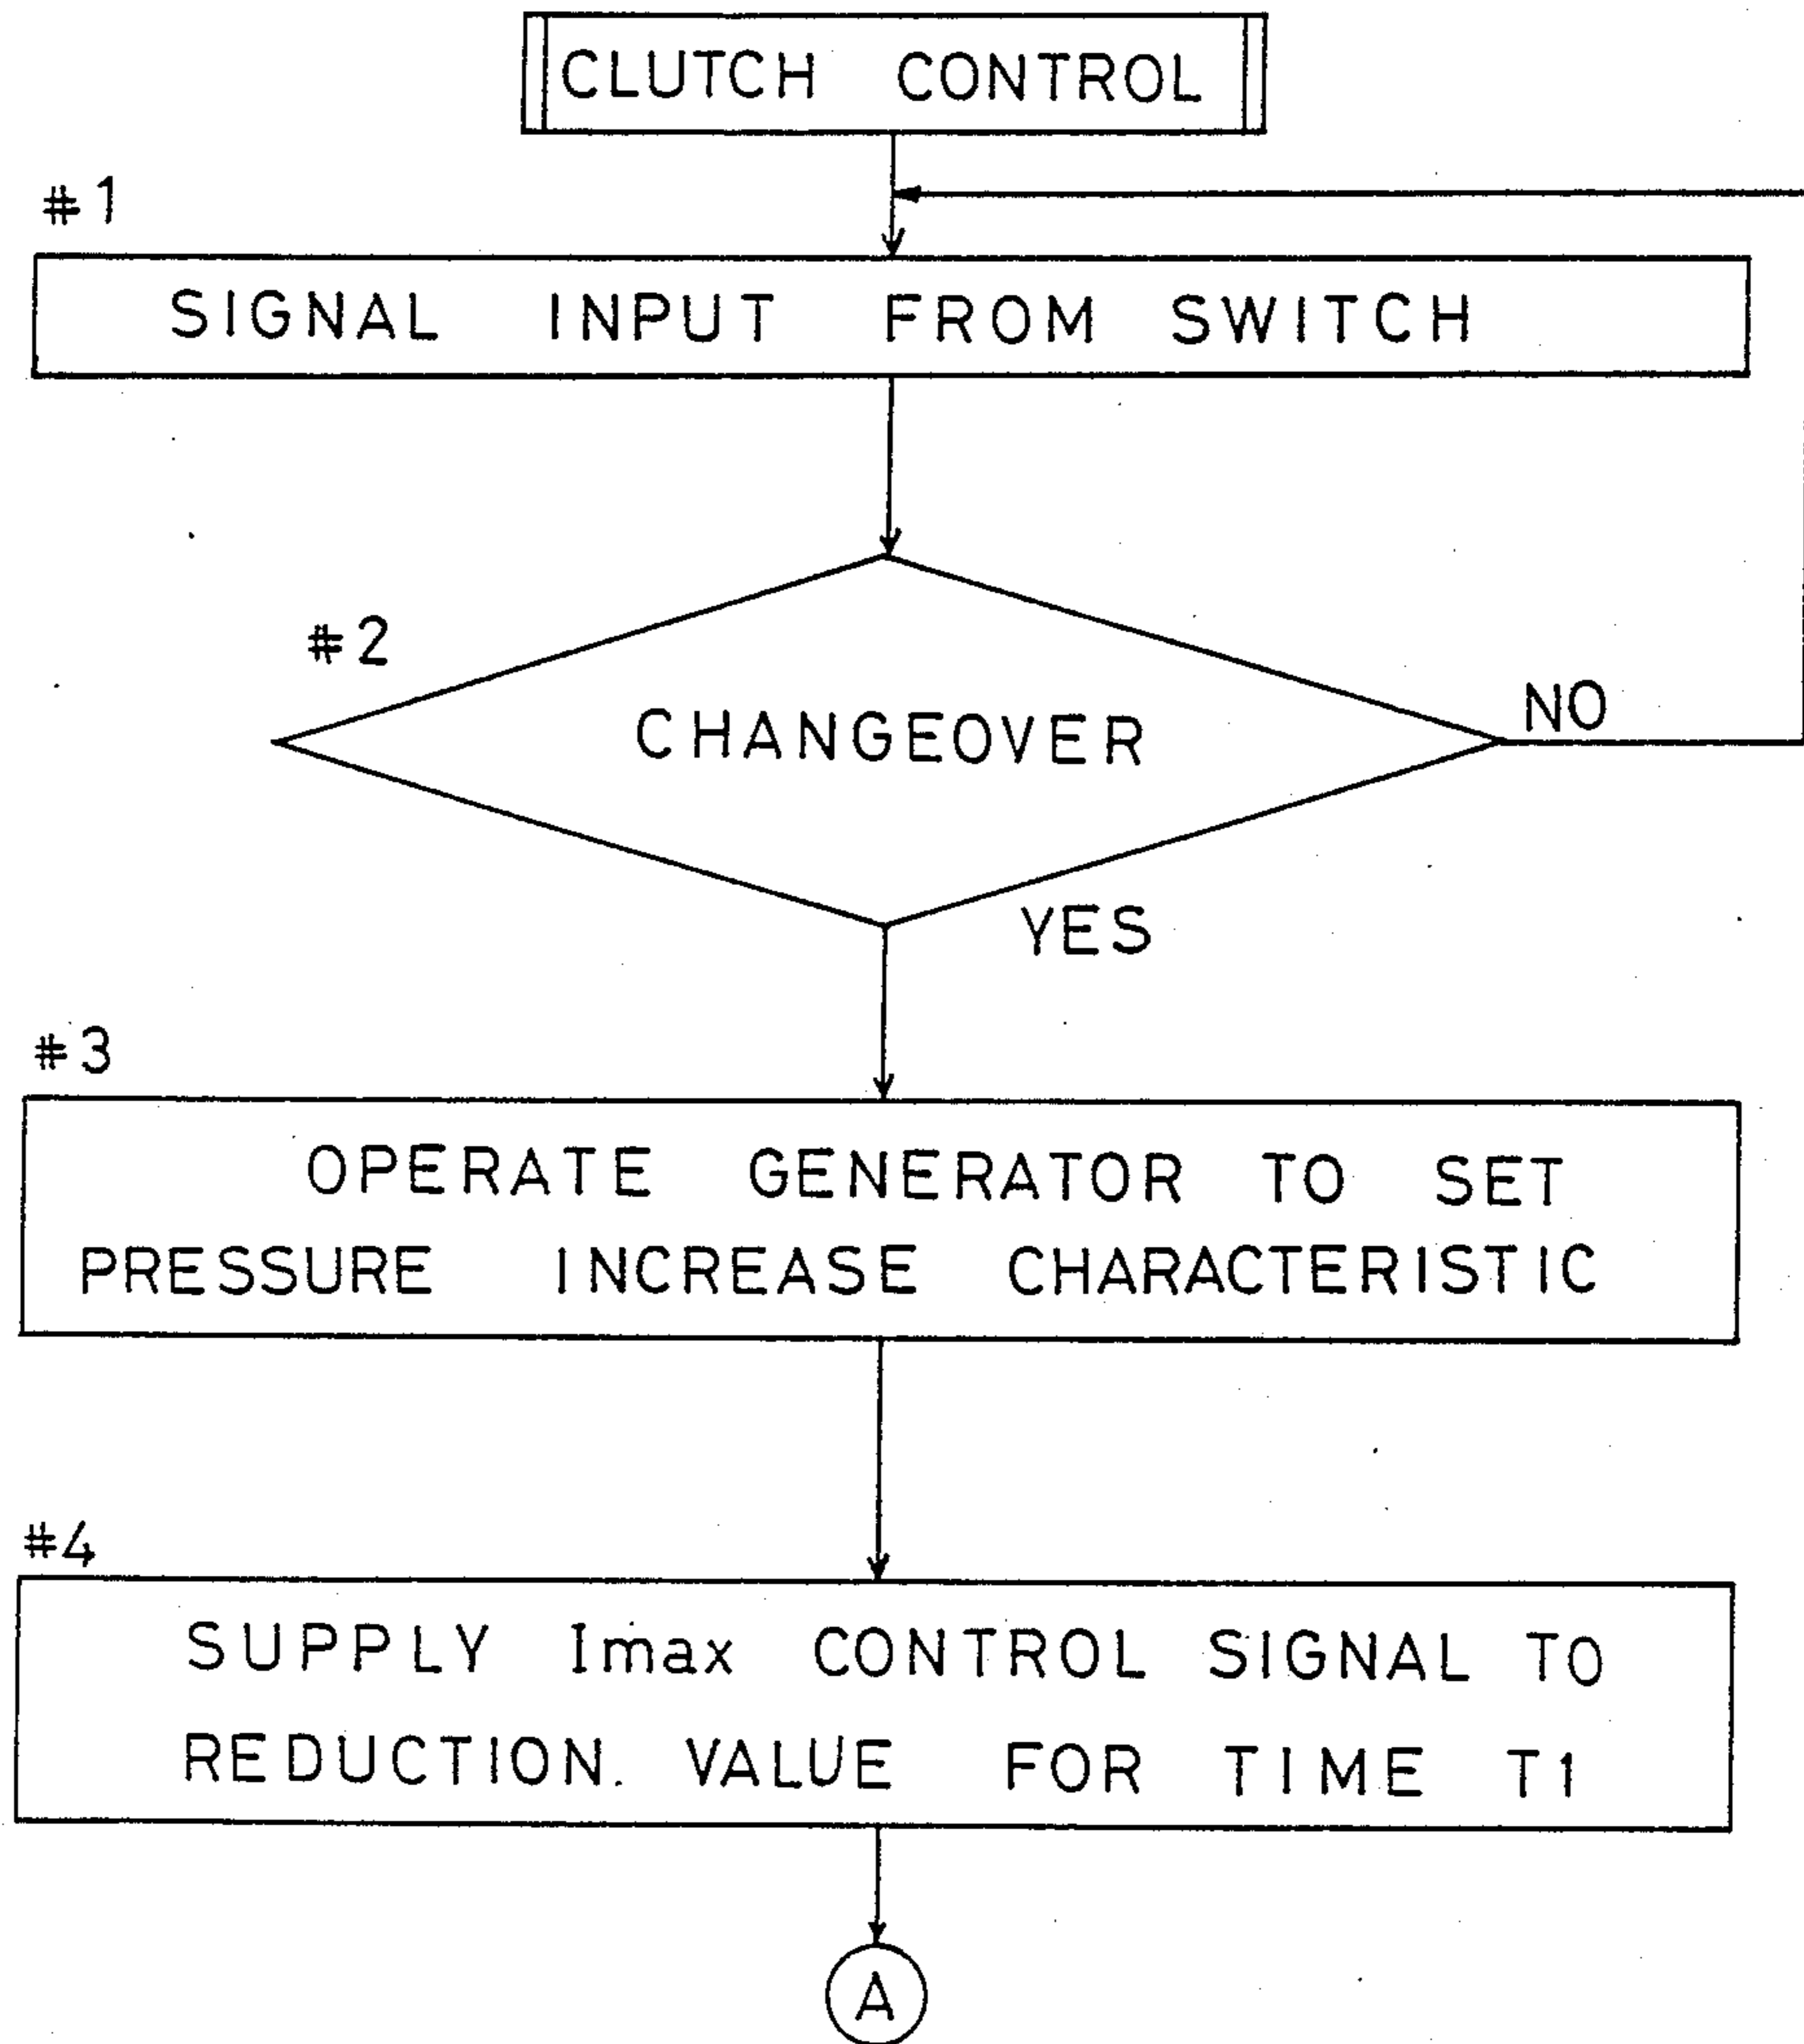 CLUTCH CONTROL
#1
SIGNAL INPUT FROM SWITCH
#2
CHANGEOVER
NO
YES
#3
OPERATE GENERATOR TO SET
PRESSURE INCREASE CHARACTERISTIC
#4
SUPPLY Imax CONTROL SIGNAL TO
REDUCTION. VALUE FOR TIME T1
A